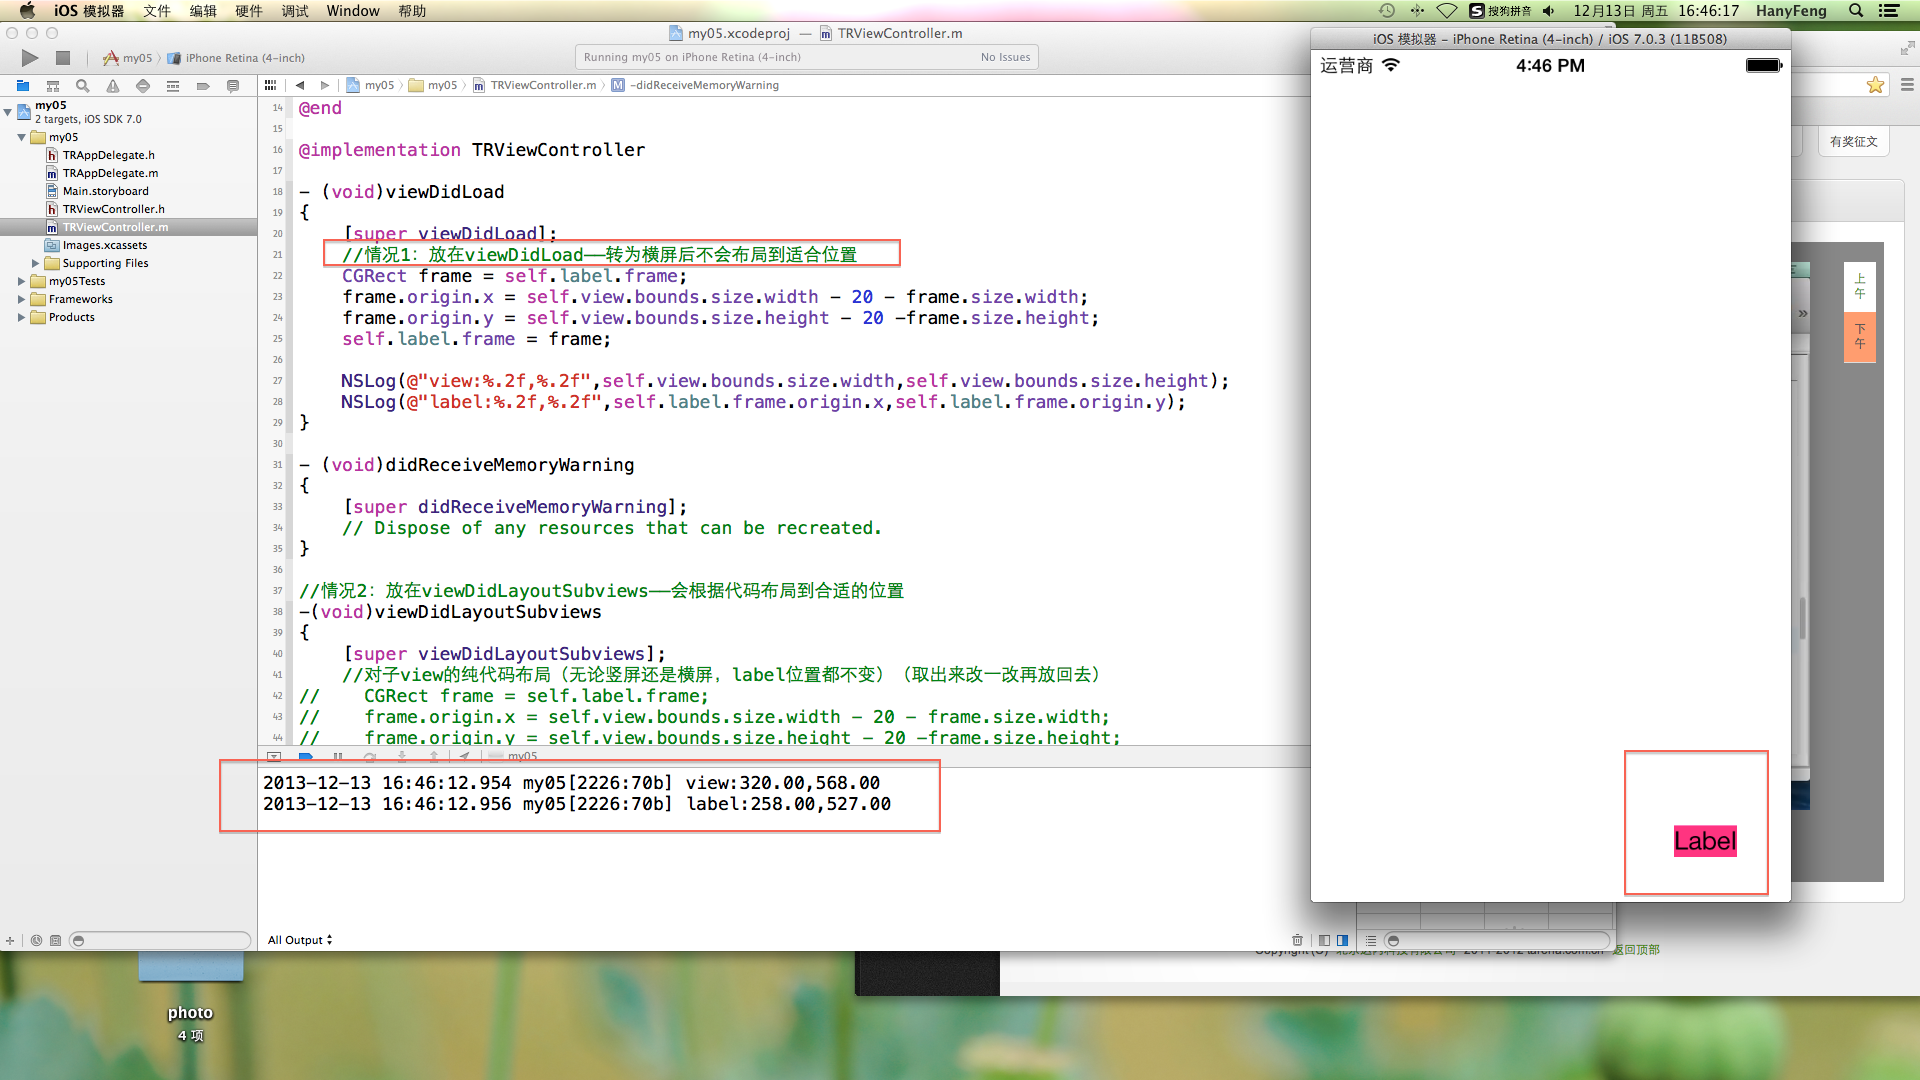 iOS 模拟器 文件 编辑 硬件 调试 Window 帮助
S 搜狗拼音 12月13日 周五 16:46:17 HanyFeng
my05.xcodeproj — TRViewController.m
my05 iPhone Retina (4-inch)
Running my05 on iPhone Retina (4-inch) No Issues
my05 my05 TRViewController.m -didReceiveMemoryWarning
my05
2 targets, iOS SDK 7.0
my05
TRAppDelegate.h
TRAppDelegate.m
Main.storyboard
TRViewController.h
TRViewController.m
Images.xcassets
Supporting Files
my05Tests
Frameworks
Products
14 @end
15
16 @implementation TRViewController
17
18 - (void)viewDidLoad
19 {
20 [super viewDidLoad];
21 //情况1：放在viewDidLoad——转为横屏后不会布局到适合位置
22 CGRect frame = self.label.frame;
23 frame.origin.x = self.view.bounds.size.width - 20 - frame.size.width;
24 frame.origin.y = self.view.bounds.size.height - 20 -frame.size.height;
25 self.label.frame = frame;
26
27 NSLog(@"view:%.2f,%.2f",self.view.bounds.size.width,self.view.bounds.size.height);
28 NSLog(@"label:%.2f,%.2f",self.label.frame.origin.x,self.label.frame.origin.y);
29 }
30
31 - (void)didReceiveMemoryWarning
32 {
33 [super didReceiveMemoryWarning];
34 // Dispose of any resources that can be recreated.
35 }
36
37 //情况2：放在viewDidLayoutSubviews——会根据代码布局到合适的位置
38 -(void)viewDidLayoutSubviews
39 {
40 [super viewDidLayoutSubviews];
41 //对子view的纯代码布局（无论竖屏还是横屏，label位置都不变）（取出来改一改再放回去）
42 // CGRect frame = self.label.frame;
43 // frame.origin.x = self.view.bounds.size.width - 20 - frame.size.width;
44 // frame.origin.y = self.view.bounds.size.height - 20 -frame.size.height;
my05
2013-12-13 16:46:12.954 my05[2226:70b] view:320.00,568.00
2013-12-13 16:46:12.956 my05[2226:70b] label:258.00,527.00
All Output
iOS 模拟器 - iPhone Retina (4-inch) / iOS 7.0.3 (11B508)
运营商 4:46 PM
Label
有奖征文
上午
下午
返回顶部
photo
4 项